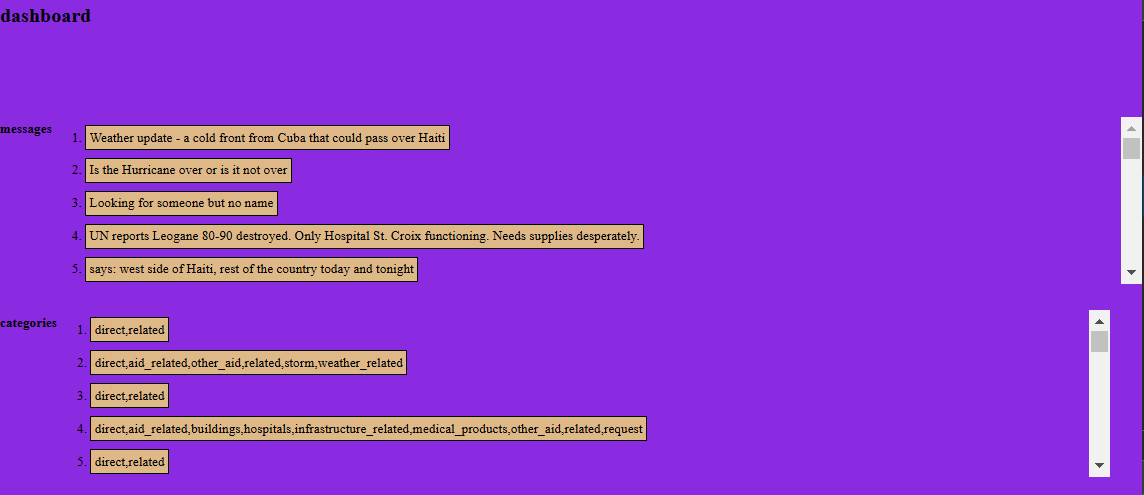 dashboard
messages
1. Weather update - a cold front from Cuba that could pass over Haiti
2. Is the Hurricane over or is it not over
3. Looking for someone but no name
4. UN reports Leogane 80-90 destroyed. Only Hospital St. Croix functioning. Needs supplies desperately.
5. says: west side of Haiti, rest of the country today and tonight
categories
1. direct,related
2. direct,aid_related,other_aid,related,storm,weather_related
3. direct,related
4. direct,aid_related,buildings,hospitals,infrastructure_related,medical_products,other_aid,related,request
5. direct,related